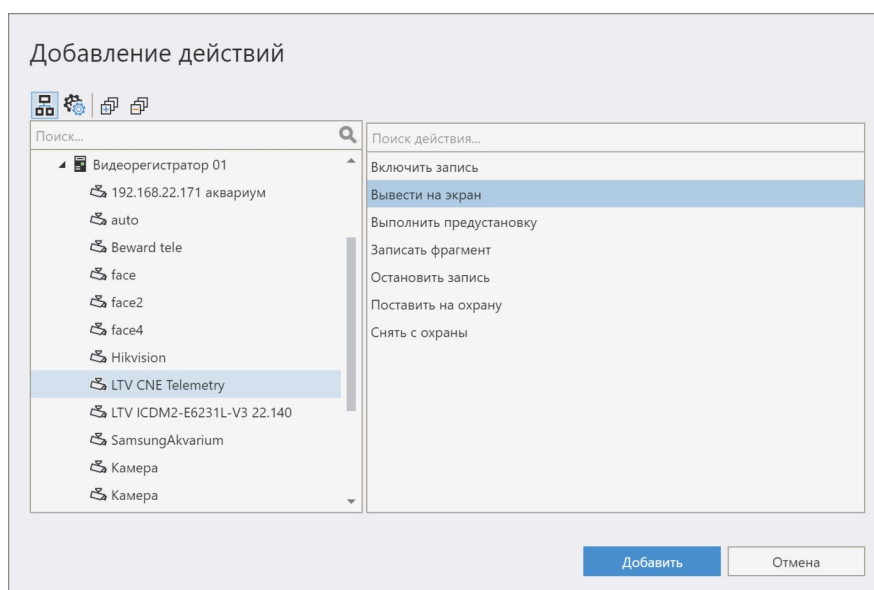 Добавление действий
Поиск...
Видеорегистратор 01
192.168.22.171 аквариум
auto
Beward tele
face
face2
face4
Hikvision
LTV CNE Telemetry
LTV ICDM2-E6231L-V3 22.140
SamsungAkvarium
Камера
Камера
Поиск действия...
Включить запись
Вывести на экран
Выполнить предустановку
Записать фрагмент
Остановить запись
Поставить на охрану
Снять с охраны
Добавить
Отмена